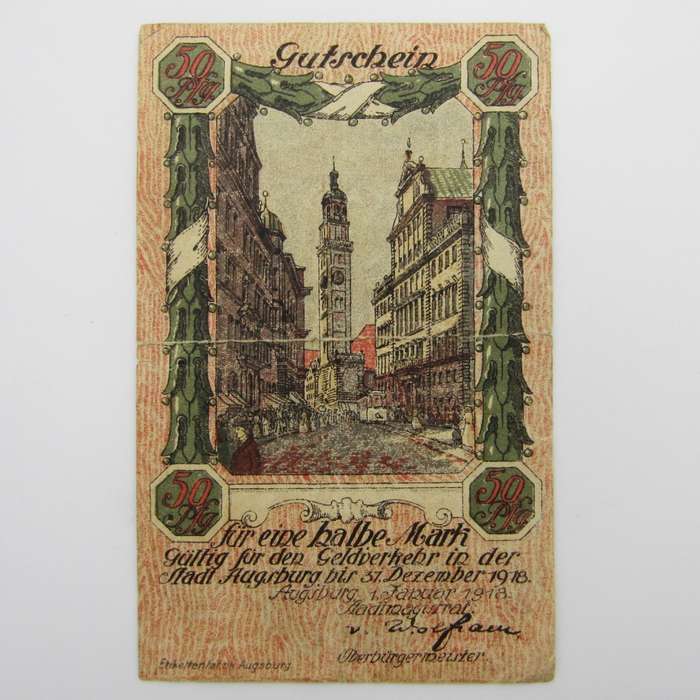 Gutschein
50 Pfg.
50 Pfg.
50 Pfg.
50 Pfg.
für eine halbe Mark
Gültig für den Geldverkehr in der
Stadt Augsburg bis 31. Dezember 1918.
Augsburg 1. Januar 1918.
Stadtmagistrat.
v. Wolfram
Oberbürgermeister.
Etikettenfabrik Augsburg